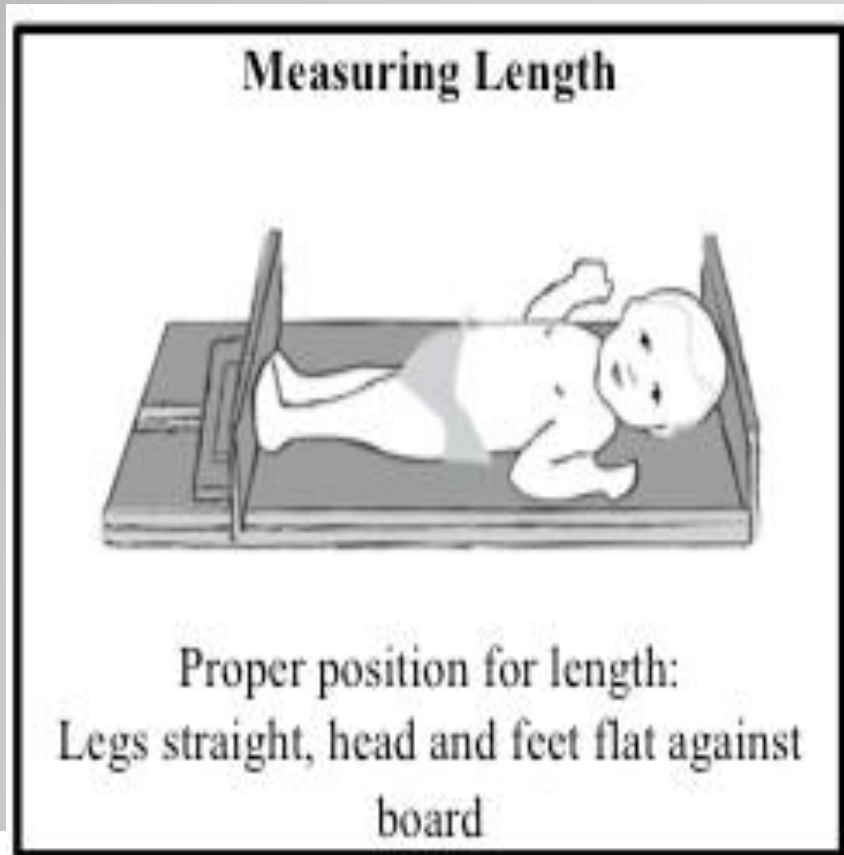 Measuring Length
Proper position for length:
Legs straight, head and feet flat against
board